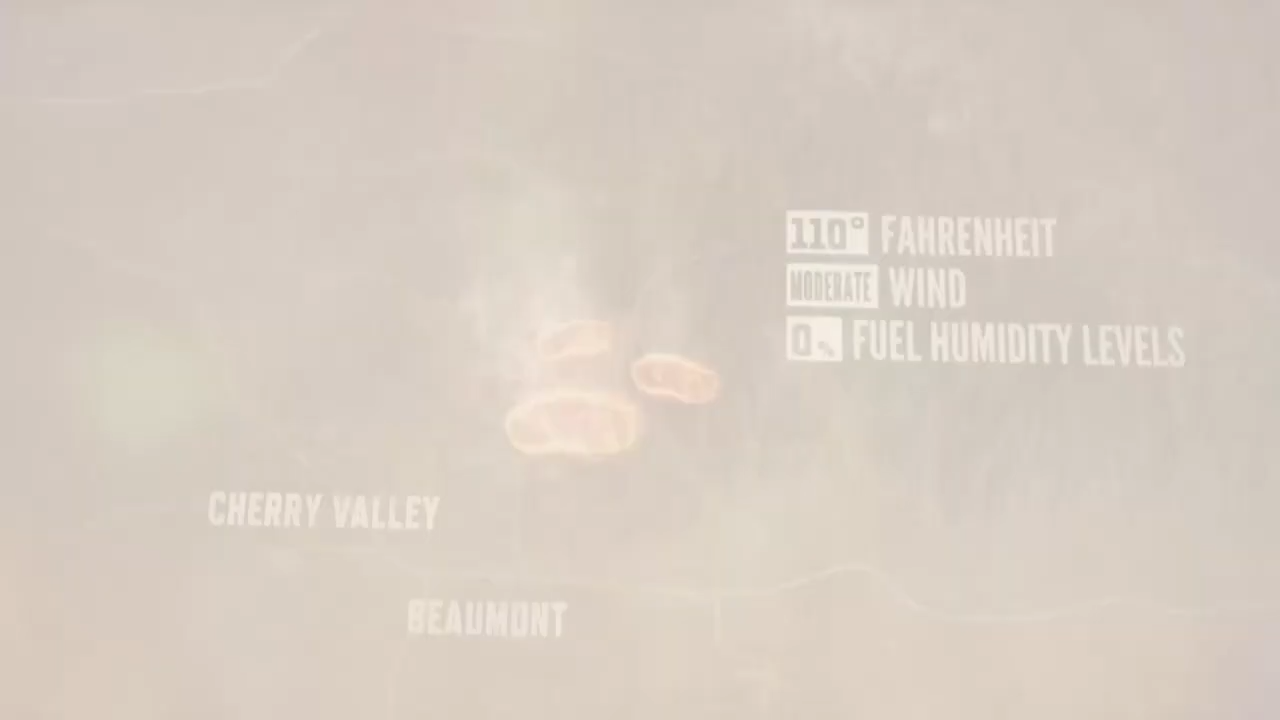 110° FAHRENHEIT
MODERATE WIND
0% FUEL HUMIDITY LEVELS
CHERRY VALLEY
BEAUMONT